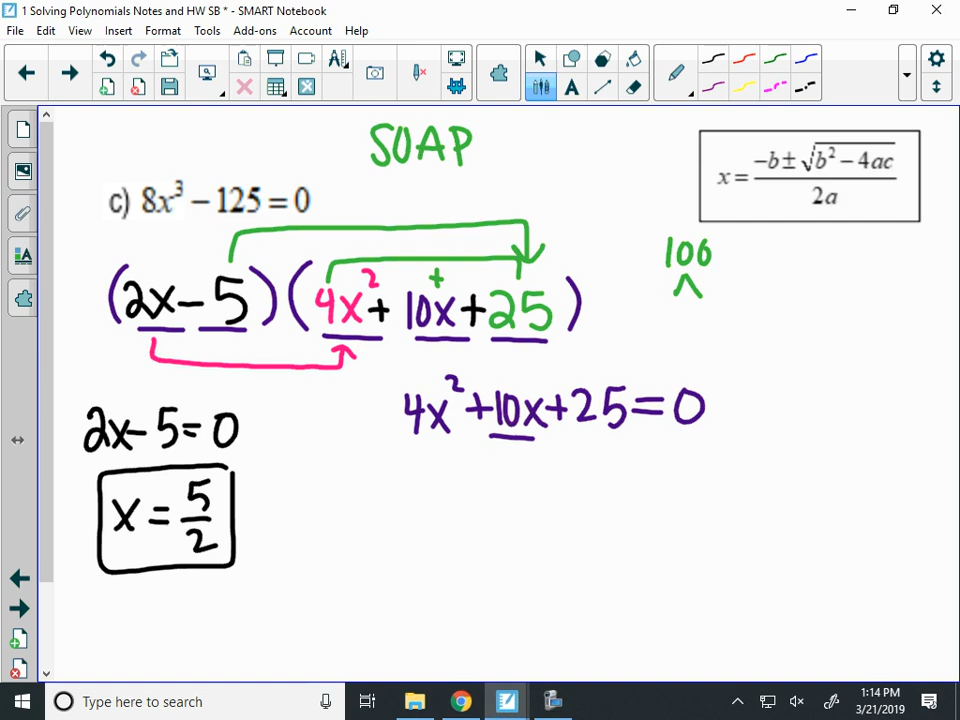 1 Solving Polynomials Notes and HW SB * - SMART Notebook
File Edit View Insert Format Tools Add-ons Account Help
SOAP
x = (-b ± √(b² - 4ac)) / 2a
c) 8x³ - 125 = 0
100
+
(2x - 5)(4x² + 10x + 25)
4x² + 10x + 25 = 0
2x - 5 = 0
x = 5/2
Type here to search
1:14 PM
3/21/2019